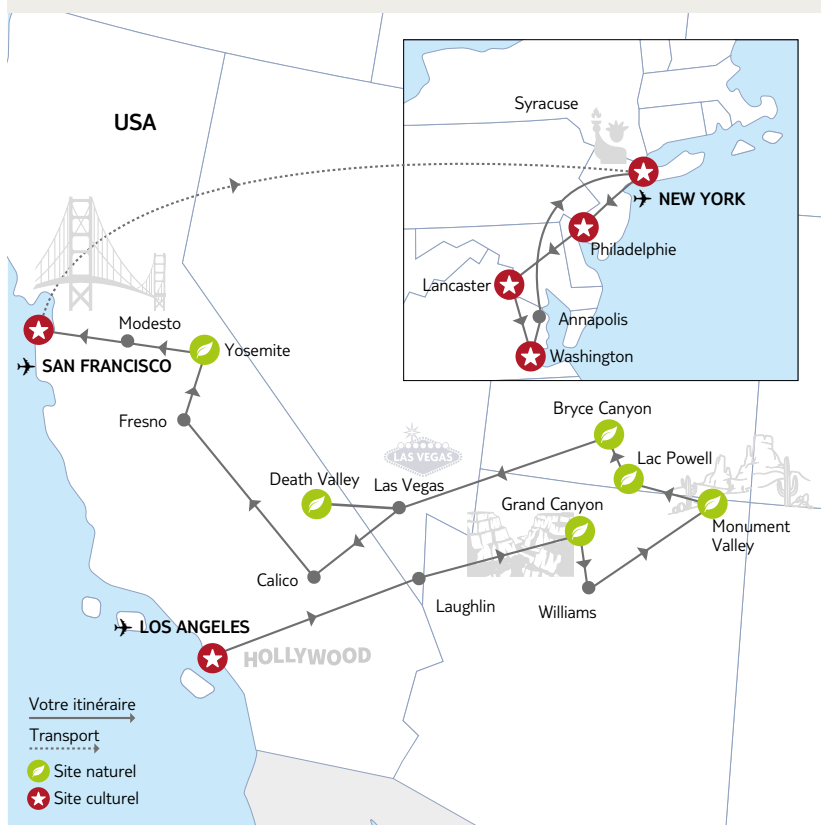 USA
Syracuse
NEW YORK
Philadelphie
Lancaster
Annapolis
Washington
Modesto
Yosemite
SAN FRANCISCO
Fresno
Bryce Canyon
LAS VEGAS
Lac Powell
Death Valley
Las Vegas
Grand Canyon
Monument
Valley
Calico
Laughlin
Williams
LOS ANGELES
HOLLYWOOD
Votre itinéraire
Transport
Site naturel
Site culturel